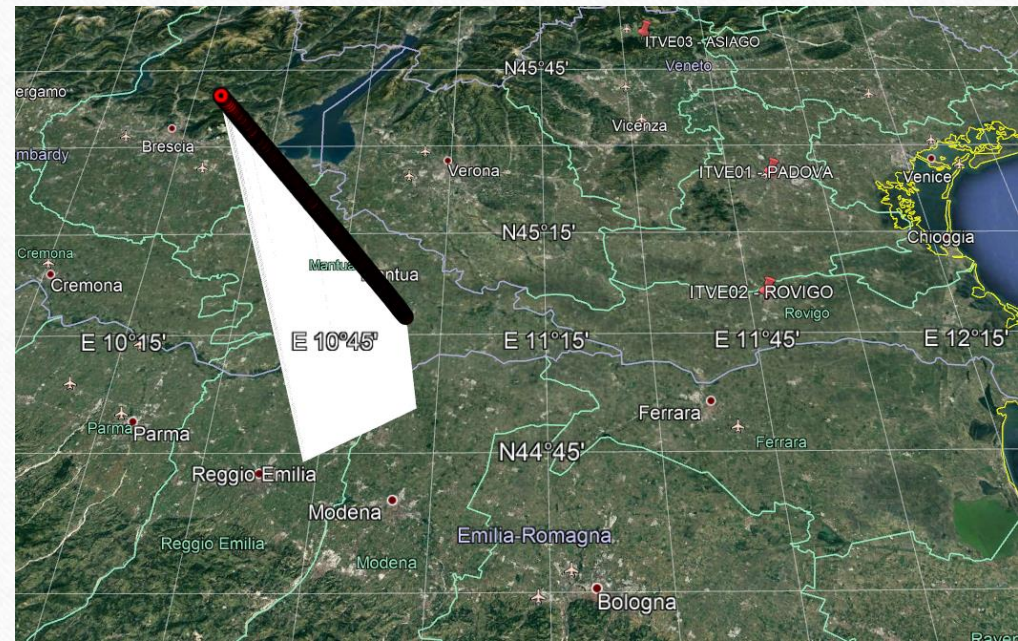 ITVE03 - ASIAGO
N45°45'
Veneto
ergamo
Vicenza
Brescia
mbardy
Verona
ITVE01 - PADOVA
Venice
N45°15'
Chioggia
Cremona
Mantua
Cremona
ITVE02 - ROVIGO
Rovigo
E 10°15'
E 10°45'
E 11°15'
E 11°45'
E 12°15'
Ferrara
Parma
Parma
Ferrara
N44°45'
Reggio Emilia
Modena
Emilia-Romagna
Reggio Emilia
Modena
Bologna
Raven